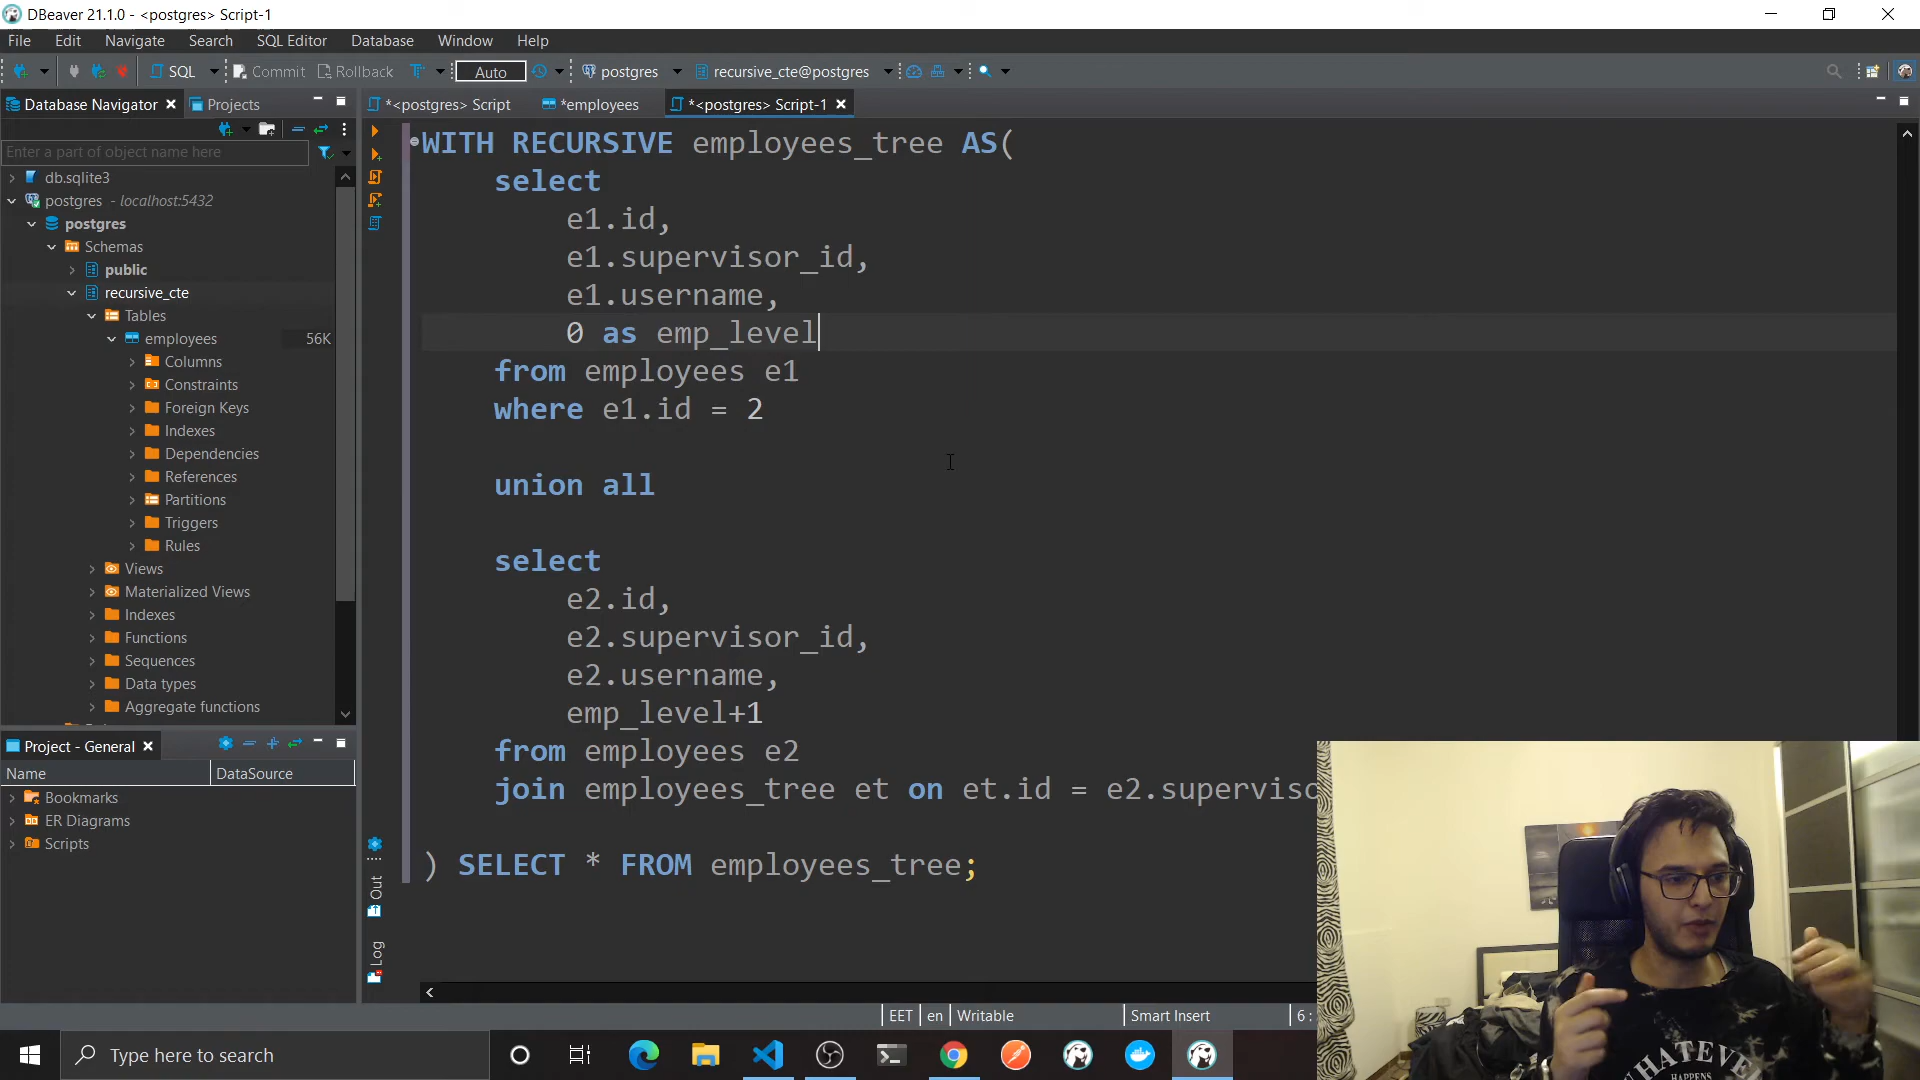 DBeaver 21.1.0 - <postgres> Script-1
File Edit Navigate Search SQL Editor Database Window Help
SQL Commit Rollback Auto postgres recursive_cte@postgres
Database Navigator Projects
*<postgres> Script *employees *<postgres> Script-1
Enter a part of object name here
db.sqlite3
postgres - localhost:5432
postgres
Schemas
public
recursive_cte
Tables
employees 56K
Columns
Constraints
Foreign Keys
Indexes
Dependencies
References
Partitions
Triggers
Rules
Views
Materialized Views
Indexes
Functions
Sequences
Data types
Aggregate functions
WITH RECURSIVE employees_tree AS(
select
e1.id,
e1.supervisor_id,
e1.username,
0 as emp_level
from employees e1
where e1.id = 2
union all
select
e2.id,
e2.supervisor_id,
e2.username,
emp_level+1
from employees e2
join employees_tree et on et.id = e2.superviso
) SELECT * FROM employees_tree;
Project - General
Name DataSource
Bookmarks
ER Diagrams
Scripts
Out
Log
EET en Writable Smart Insert 6 :
Type here to search
WHATEVER
HAPPENS